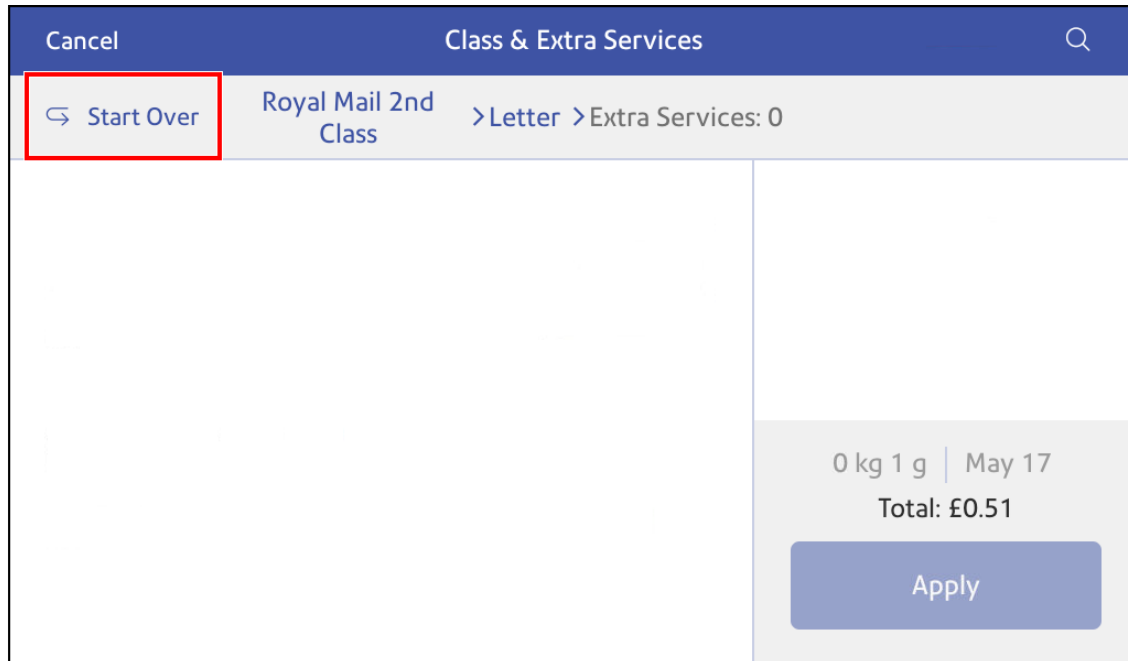 Cancel
Class & Extra Services
Start Over
Royal Mail 2nd
Class
>Letter >Extra Services: 0
0 kg 1 g | May 17
Total: £0.51
Apply